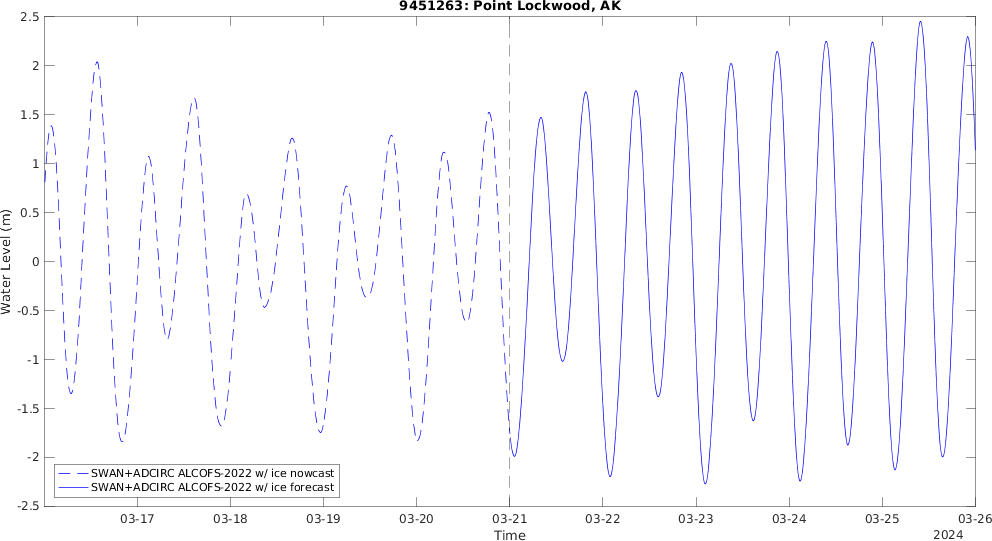 9451263: Point Lockwood, AK
2.5
2
1.5
1
0.5
0
-0.5
-1
-1.5
-2
-2.5
Water Level (m)
SWAN+ADCIRC ALCOFS-2022 w/ ice nowcast
SWAN+ADCIRC ALCOFS-2022 w/ ice forecast
03-17 03-18 03-19 03-20 03-21 03-22 03-23 03-24 03-25 03-26
Time
2024